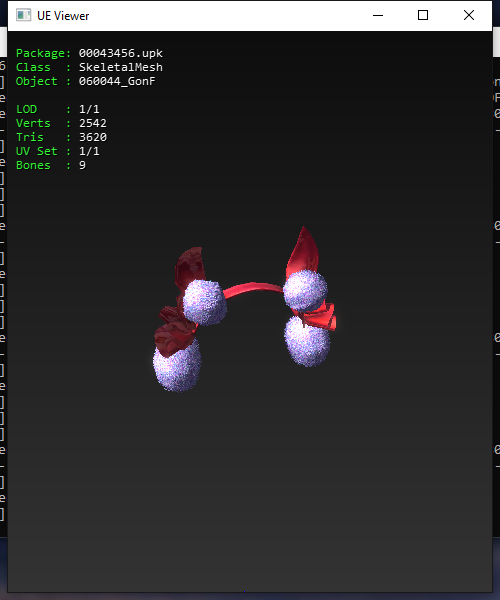 UE Viewer
Package: 00043456.upk
Class : SkeletalMesh
Object : 060044_GonF
LOD : 1/1
Verts : 2542
Tris : 3620
UV Set : 1/1
Bones : 9